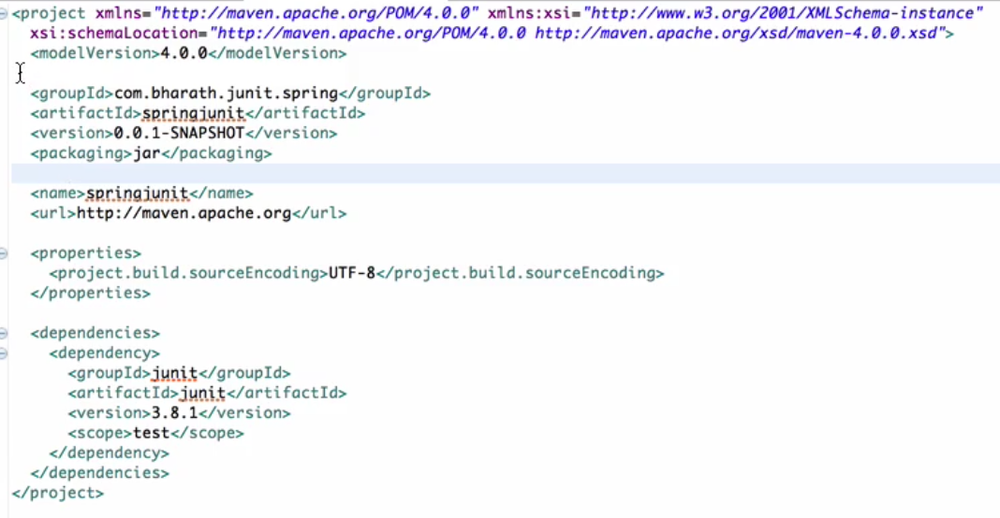 <project xmlns="http://maven.apache.org/POM/4.0.0" xmlns:xsi="http://www.w3.org/2001/XMLSchema-instance"
xsi:schemaLocation="http://maven.apache.org/POM/4.0.0 http://maven.apache.org/xsd/maven-4.0.0.xsd">
<modelVersion>4.0.0</modelVersion>
<groupId>com.bharath.junit.spring</groupId>
<artifactId>springjunit</artifactId>
<version>0.0.1-SNAPSHOT</version>
<packaging>jar</packaging>
<name>springjunit</name>
<url>http://maven.apache.org</url>
<properties>
<project.build.sourceEncoding>UTF-8</project.build.sourceEncoding>
</properties>
<dependencies>
<dependency>
<groupId>junit</groupId>
<artifactId>junit</artifactId>
<version>3.8.1</version>
<scope>test</scope>
</dependency>
</dependencies>
</project>